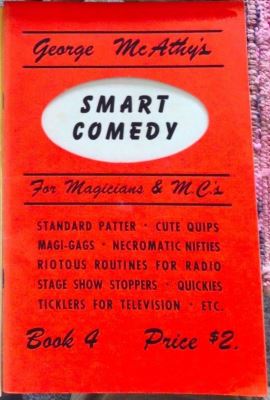 George McAthy's
SMART
COMEDY
For Magicians & M.C.'s
STANDARD PATTER · CUTE QUIPS
MAGI-GAGS · NECROMATIC NIFTIES
RIOTOUS ROUTINES FOR RADIO
STAGE SHOW STOPPERS · QUICKIES
TICKLERS FOR TELEVISION · ETC.
Book 4 Price $2.